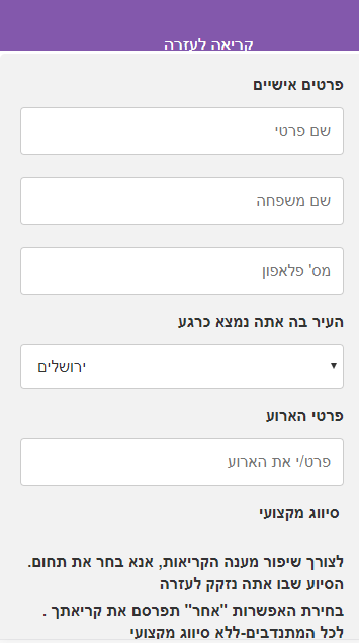 קריאה לעזרה
פרטים אישיים
שם פרטי
שם משפחה
מס' פלאפון
העיר בה אתה נמצא כרגע
ירושלים
פרטי הארוע
פרט/י את הארוע
סיווג מקצועי
לצורך שיפור מענה הקריאות, אנא בחר את תחום.
הסיוע שבו אתה נזקק לעזרה
בחירת האפשרות "אחר" תפרסם את קריאתך .
לכל המתנדבים-ללא סיווג מקצועי